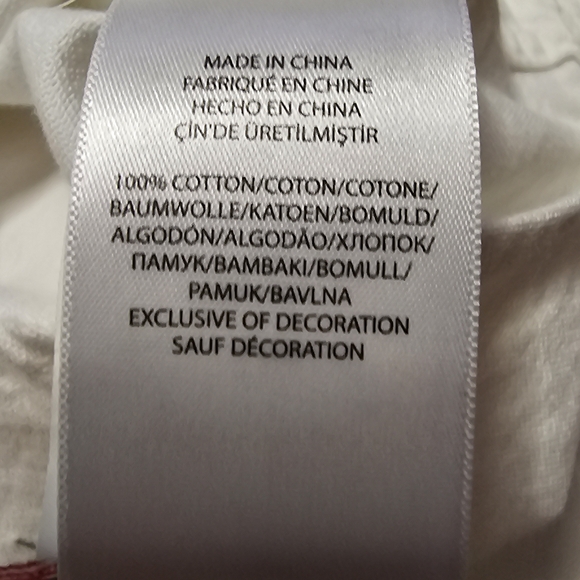 MADE IN CHINA
FABRIQUÉ EN CHINE
HECHO EN CHINA
ÇİN'DE ÜRETİLMİŞTİR
100% COTTON/COTON/COTONE/
BAUMWOLLE/KATOEN/BOMULD/
ALGODÓN/ALGODÃO/ХЛОПОК/
ПАМУК/BAMBAKI/BOMULL/
PAMUK/BAVLNA
EXCLUSIVE OF DECORATION
SAUF DÉCORATION